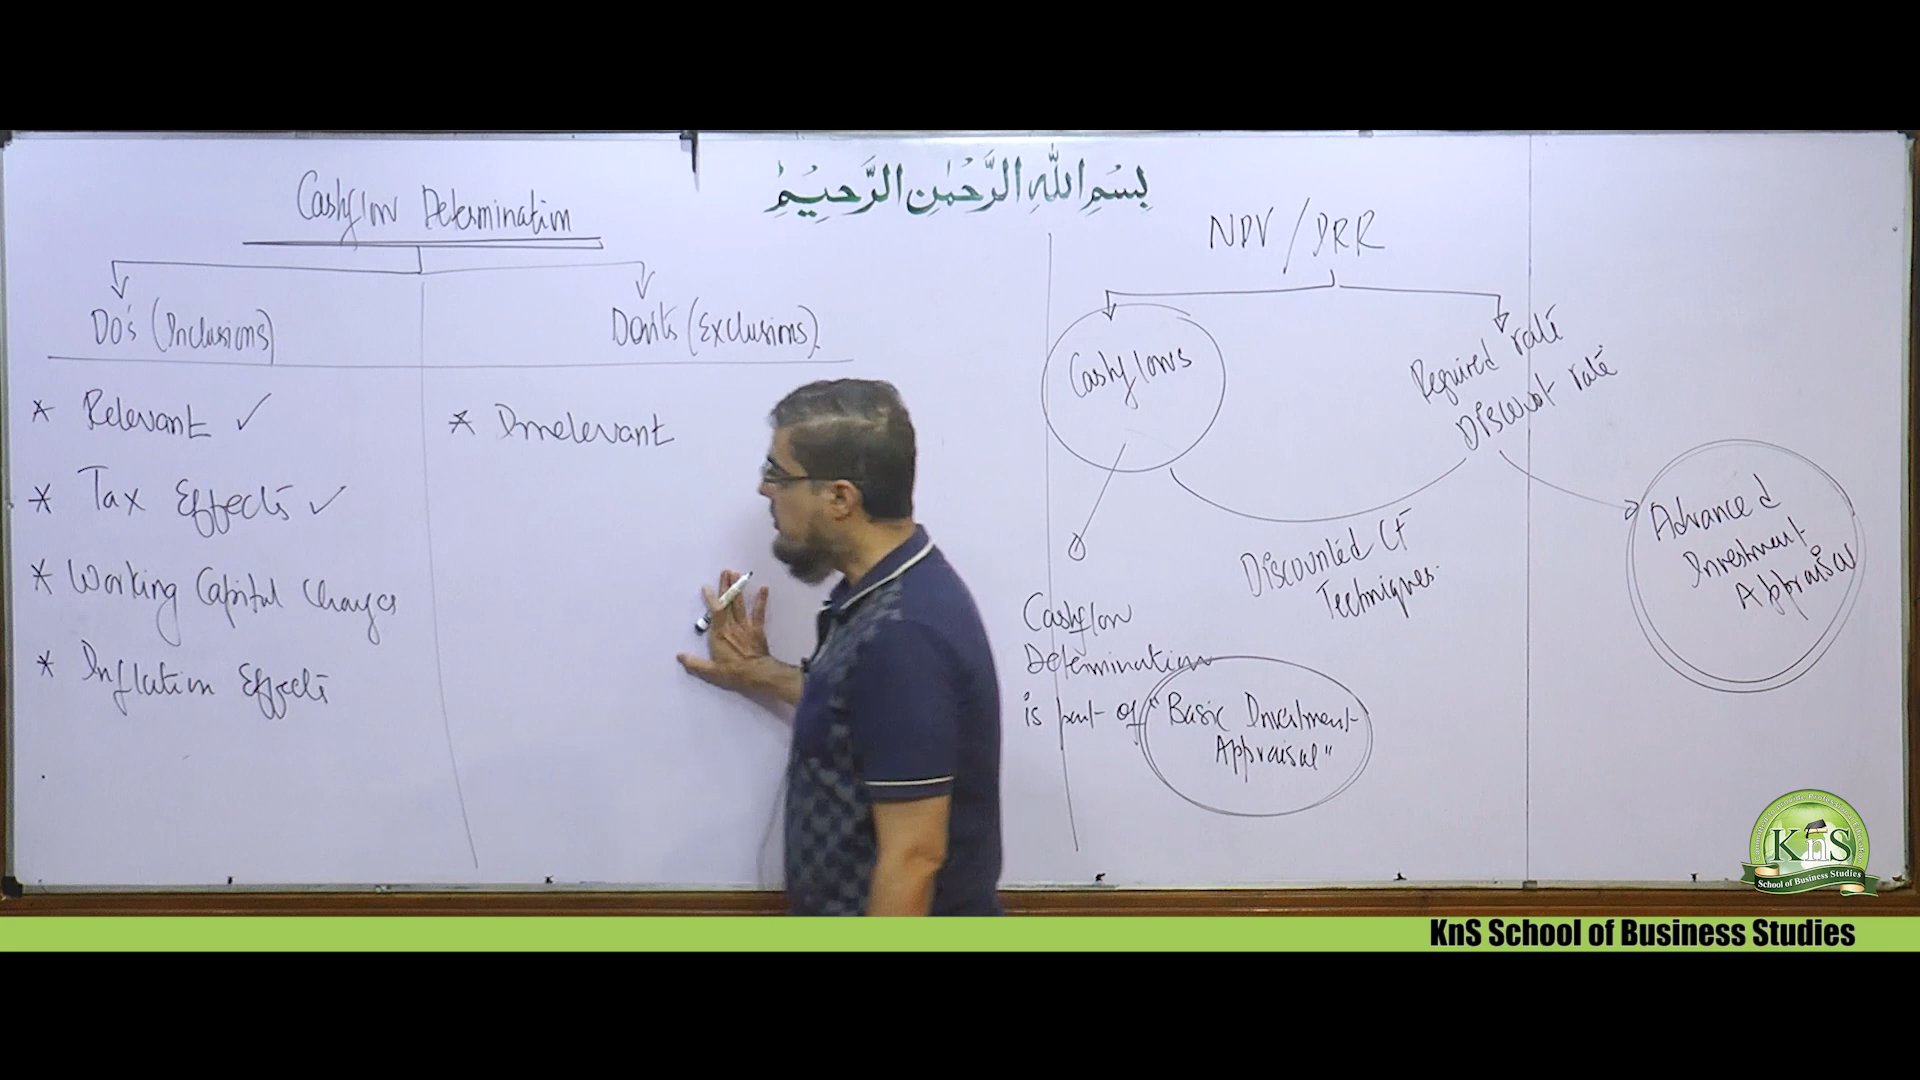 بِسْمِ اللهِ الرَّحْمٰنِ الرَّحِيْمِ
Cashflow Determination
Do's (Inclusions)
Don'ts (Exclusions)
* Relevant ✓
* Irrelevant
* Tax Effects ✓
* Working Capital Changes
* Inflation Effects
NPV / IRR
Cashflows
Required rate
Discount rate
Discounted CF
Techniques.
Cashflow
Determination
is part of "Basic Investment
Appraisal"
Advanced
Investment
Appraisal
KnS
School of Business Studies
KnS School of Business Studies